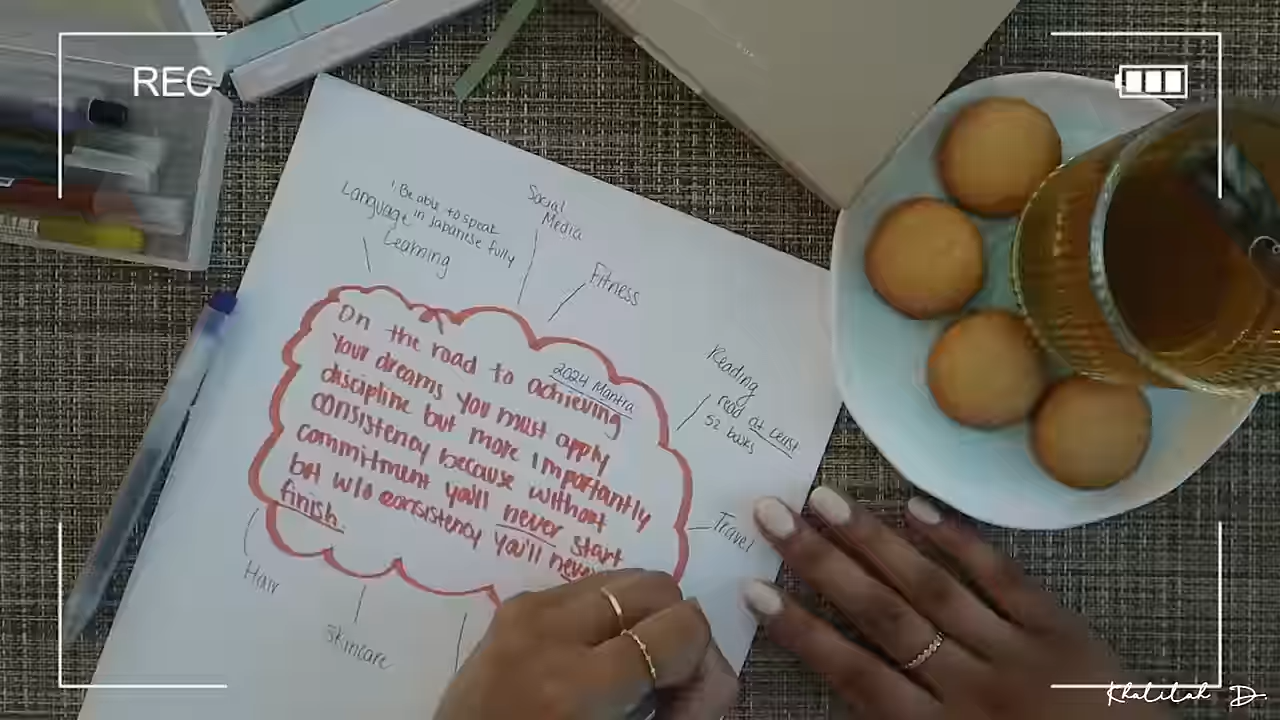 REC
1. Be able to speak
in Japanese fully
Language
Learning
Social
Media
Fitness
Reading
read at least
52 books
Travel
2024 Mantra
On the road to achieving
Your dreams you must apply
discipline but more importantly
consistency because without
commitment you'll never start
but w/o consistency you'll never
finish.
Hair
Skincare
Khalilah D.